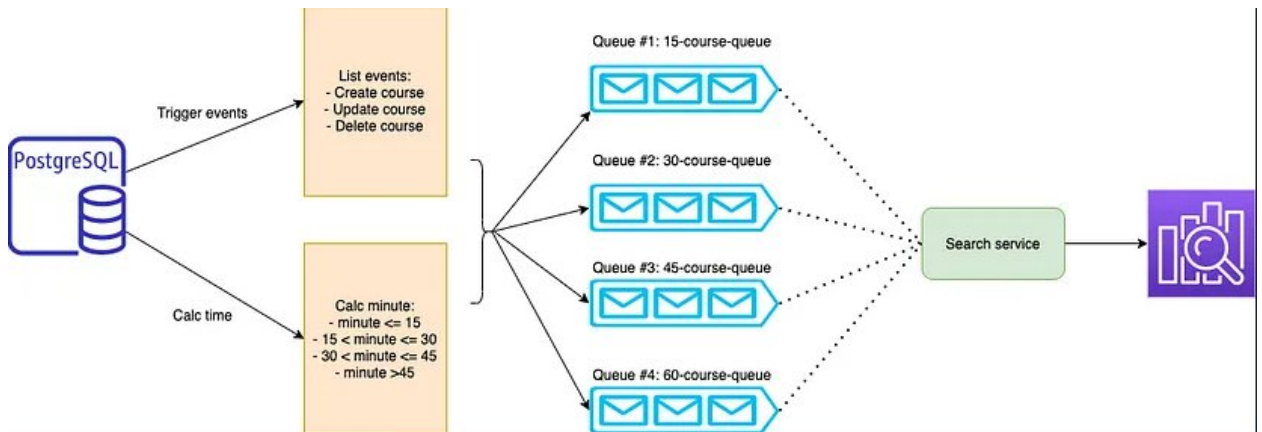 PostgreSQL
Trigger events
Calc time
List events:
- Create course
- Update course
- Delete course
Calc minute:
- minute <= 15
- 15 < minute <= 30
- 30 < minute <= 45
- minute >45
Queue #1: 15-course-queue
Queue #2: 30-course-queue
Queue #3: 45-course-queue
Queue #4: 60-course-queue
Search service